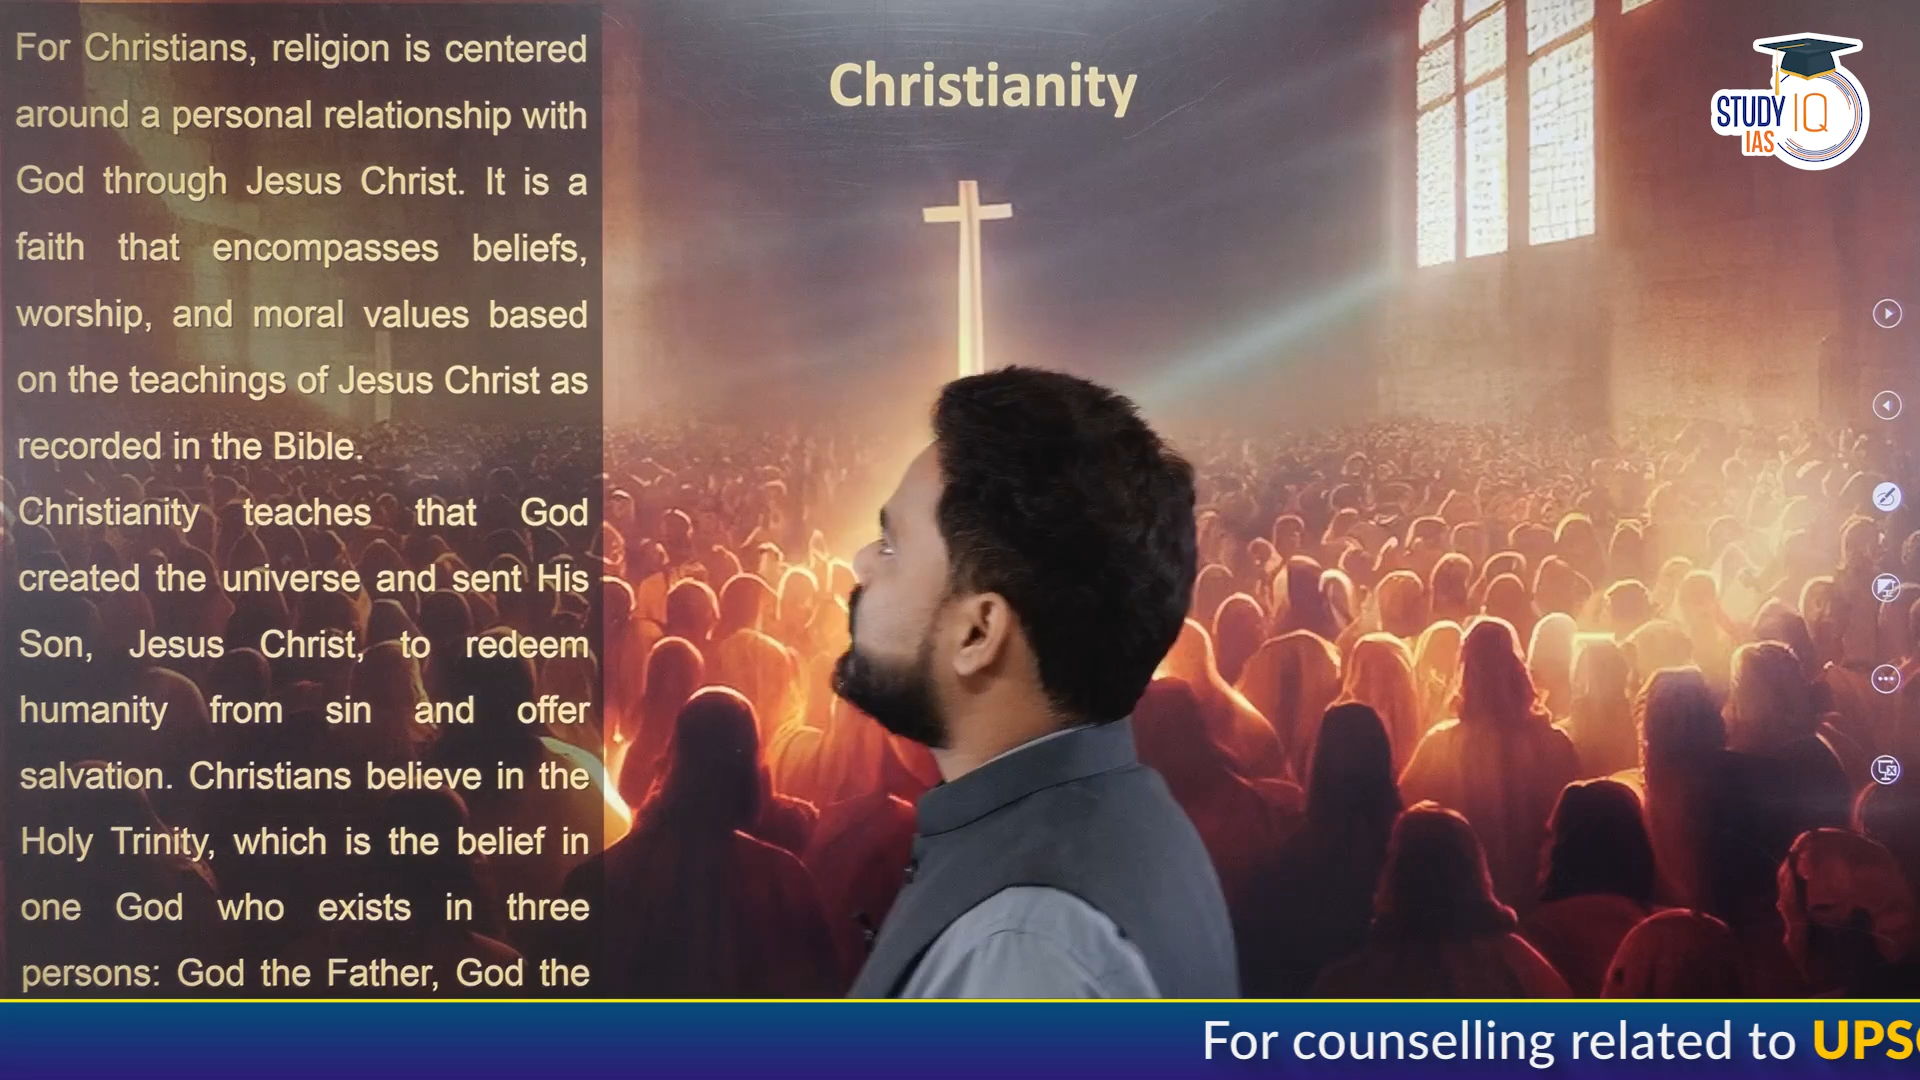 For Christians, religion is centered
around a personal relationship with
God through Jesus Christ. It is a
faith that encompasses beliefs,
worship, and moral values based
on the teachings of Jesus Christ as
recorded in the Bible.
Christianity teaches that God
created the universe and sent His
Son, Jesus Christ, to redeem
humanity from sin and offer
salvation. Christians believe in the
Holy Trinity, which is the belief in
one God who exists in three
persons: God the Father, God the
Christianity
STUDY IQ
IAS
For counselling related to UPS